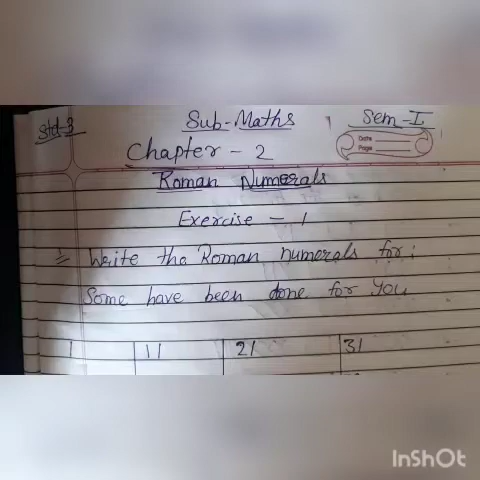 Std-3
Sub-Maths
Sem-I
Chapter - 2
Date
Page
Roman Numerals
Exercise - 1
Write the Roman numerals for:
Some have been done for you
1 11 21 31
InShOt